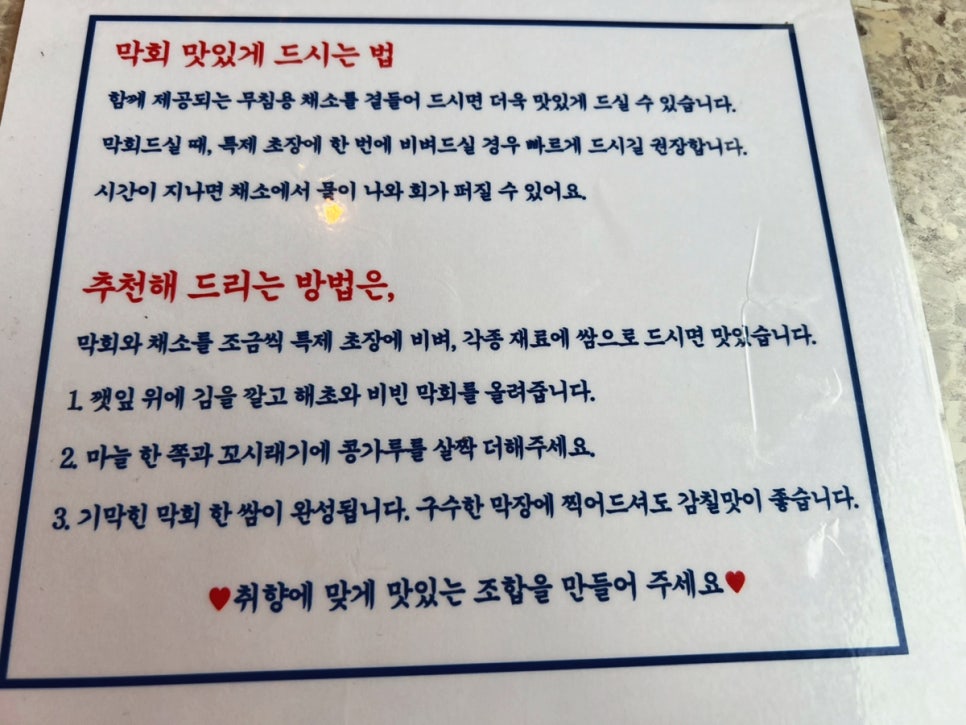 막회 맛있게 드시는 법
함께 제공되는 무침용 채소를 곁들어 드시면 더욱 맛있게 드실 수 있습니다.
막회드실 때, 특제 초장에 한 번에 비벼드실 경우 빠르게 드시길 권장합니다.
시간이 지나면 채소에서 물이 나와 회가 퍼질 수 있어요.
추천해 드리는 방법은,
막회와 채소를 조금씩 특제 초장에 비벼, 각종 재료에 쌈으로 드시면 맛있습니다.
1. 깻잎 위에 김을 깔고 해초와 비빈 막회를 올려줍니다.
2. 마늘 한 쪽과 꼬시래기에 콩가루를 살짝 더해주세요.
3. 기막힌 막회 한 쌈이 완성됩니다. 구수한 막장에 찍어드셔도 감칠맛이 좋습니다.
♥취향에 맞게 맛있는 조합을 만들어 주세요♥